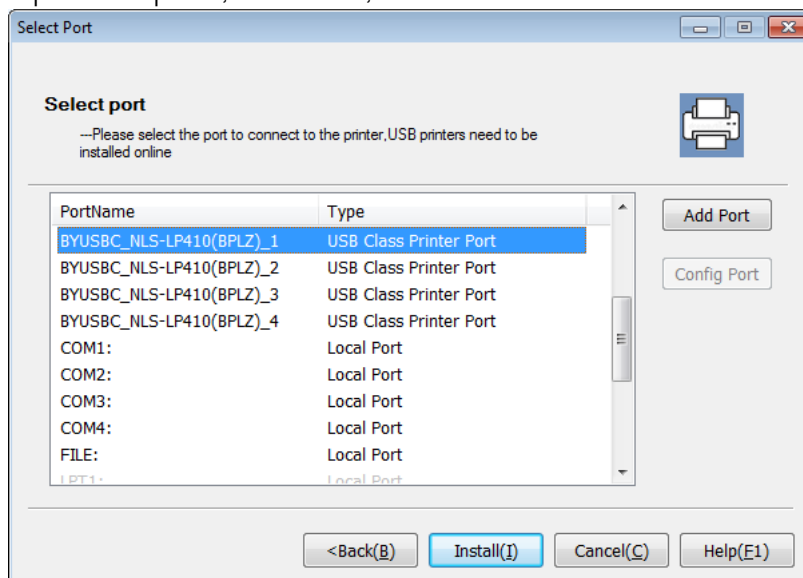 Select Port
Select port
---Please select the port to connect to the printer,USB printers need to be
installed online
PortName Type
BYUSBC_NLS-LP410(BPLZ)_1 USB Class Printer Port
BYUSBC_NLS-LP410(BPLZ)_2 USB Class Printer Port
BYUSBC_NLS-LP410(BPLZ)_3 USB Class Printer Port
BYUSBC_NLS-LP410(BPLZ)_4 USB Class Printer Port
COM1: Local Port
COM2: Local Port
COM3: Local Port
COM4: Local Port
FILE: Local Port
LPT1: Local Port
Add Port
Config Port
<Back(B) Install(I) Cancel(C) Help(F1)